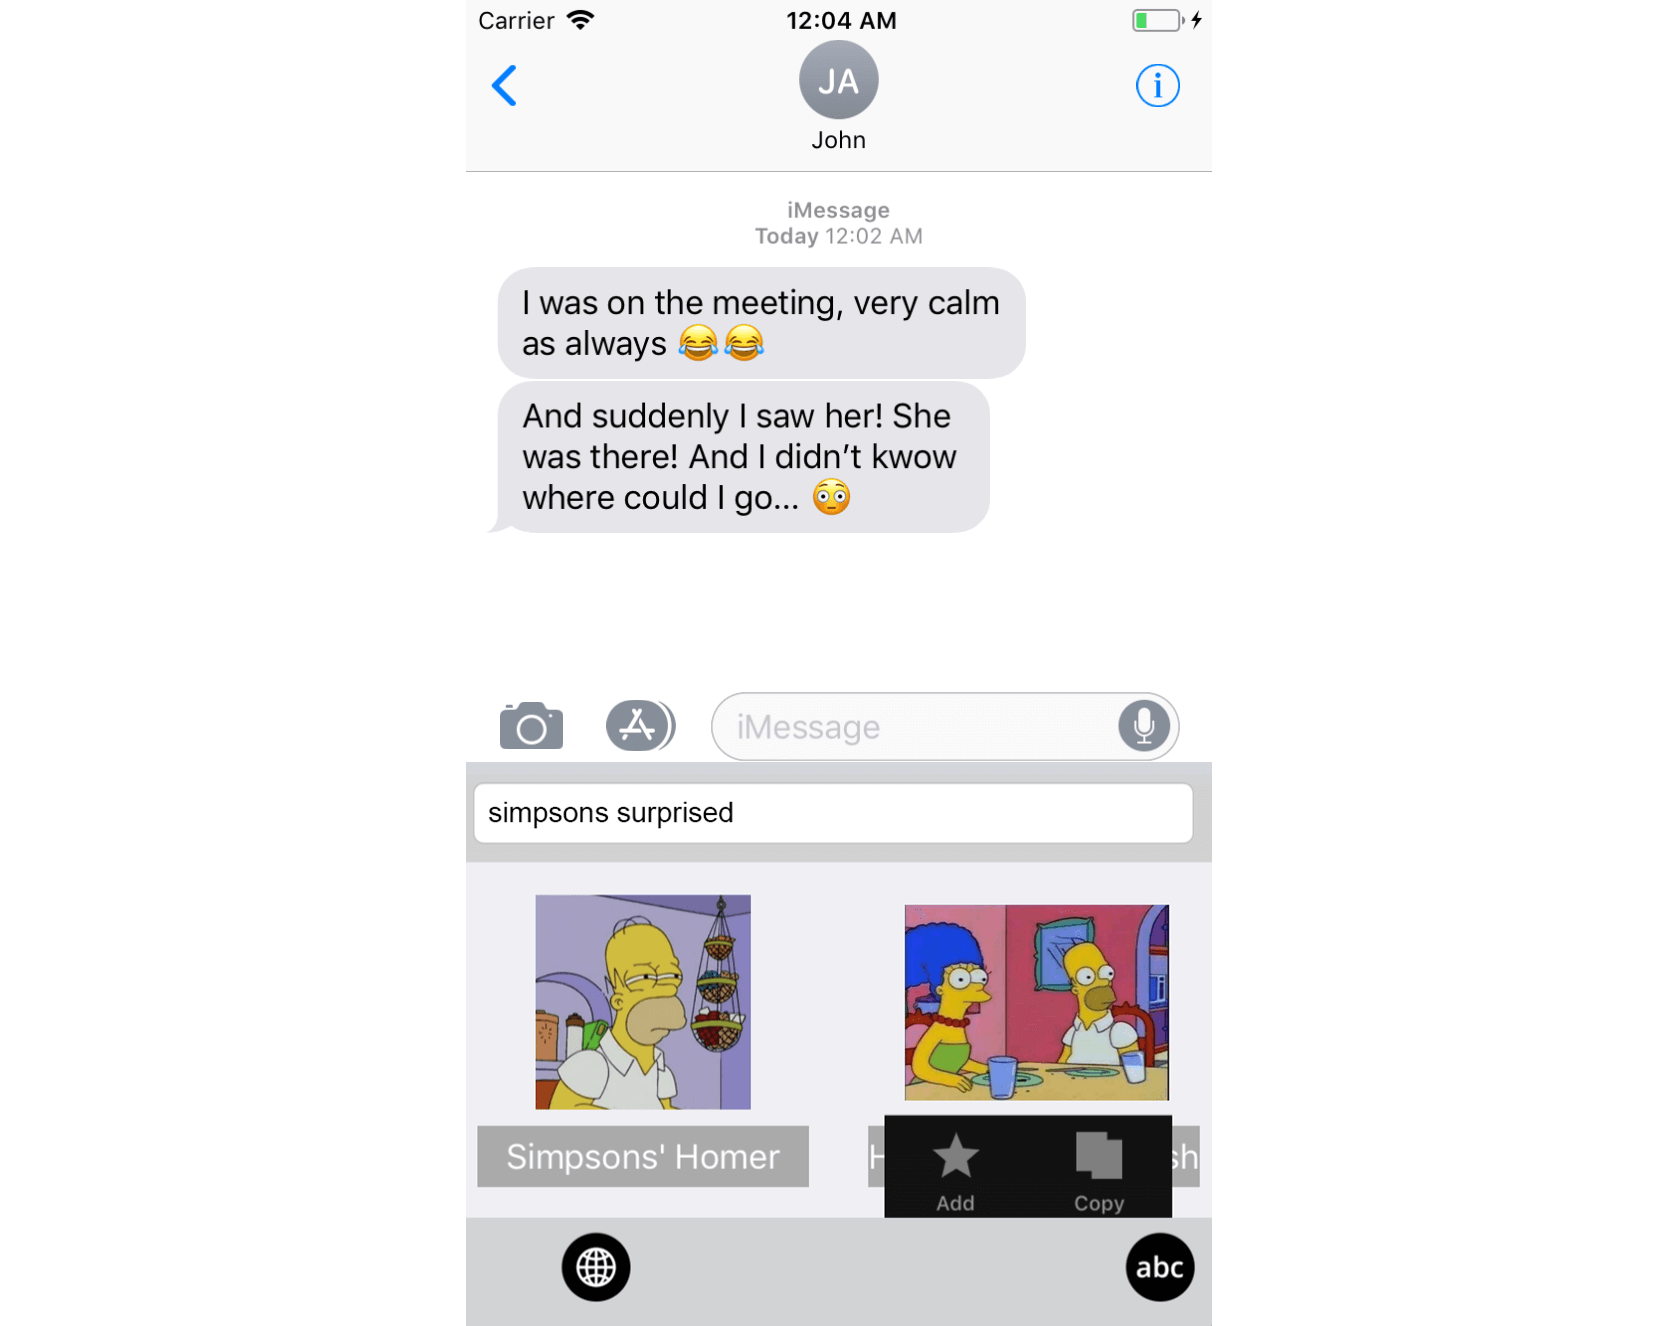 Carrier 12:04 AM
JA
John
iMessage
Today 12:02 AM
I was on the meeting, very calm
as always 😂😂
And suddenly I saw her! She
was there! And I didn’t kwow
where could I go... 😳
iMessage
simpsons surprised
Simpsons' Homer
Add Copy
abc